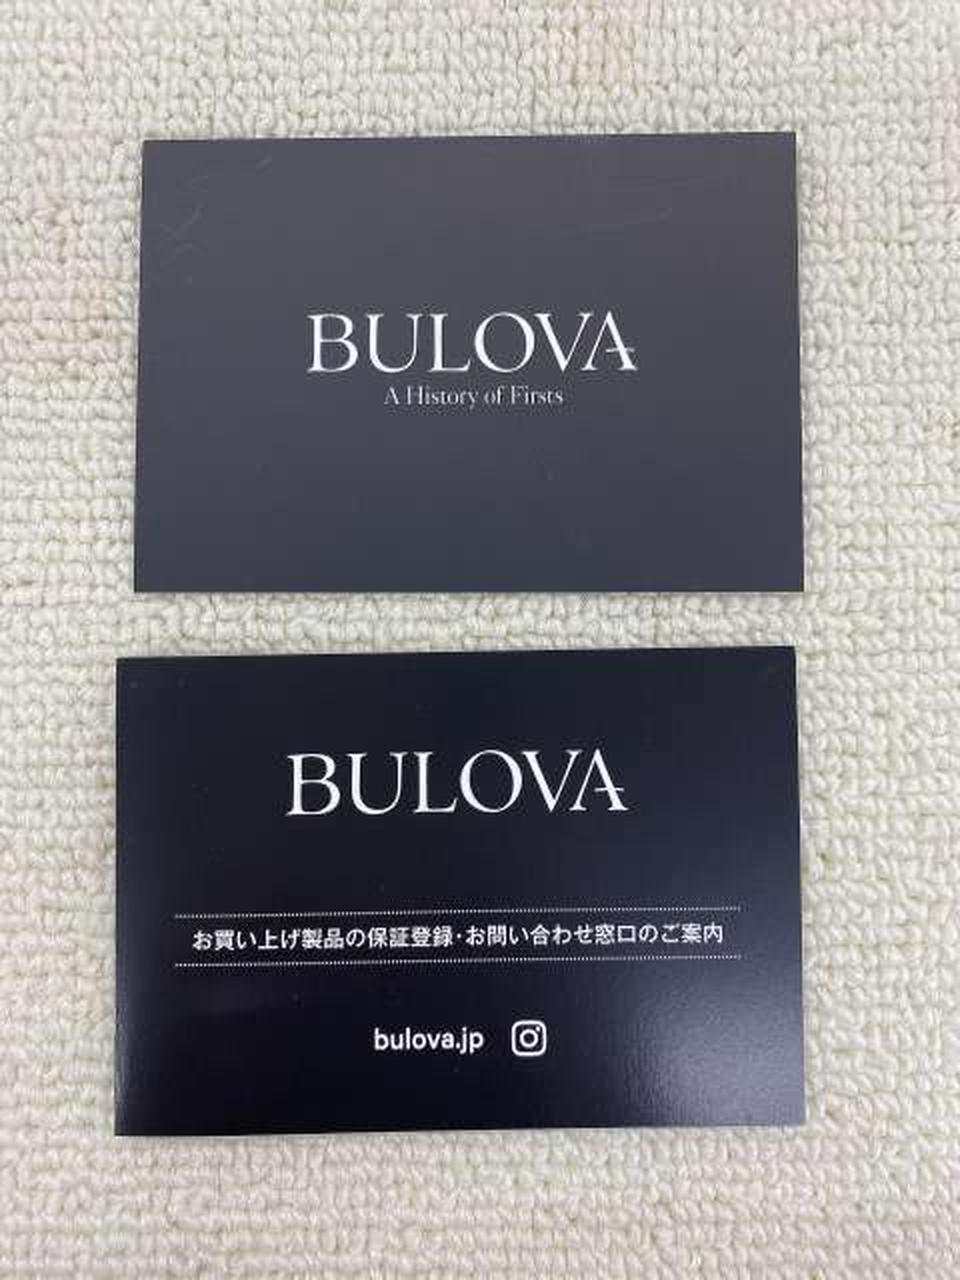 BULOVA
A History of Firsts
BULOVA
お買い上げ製品の保証登録・お問い合わせ窓口のご案内
bulova.jp